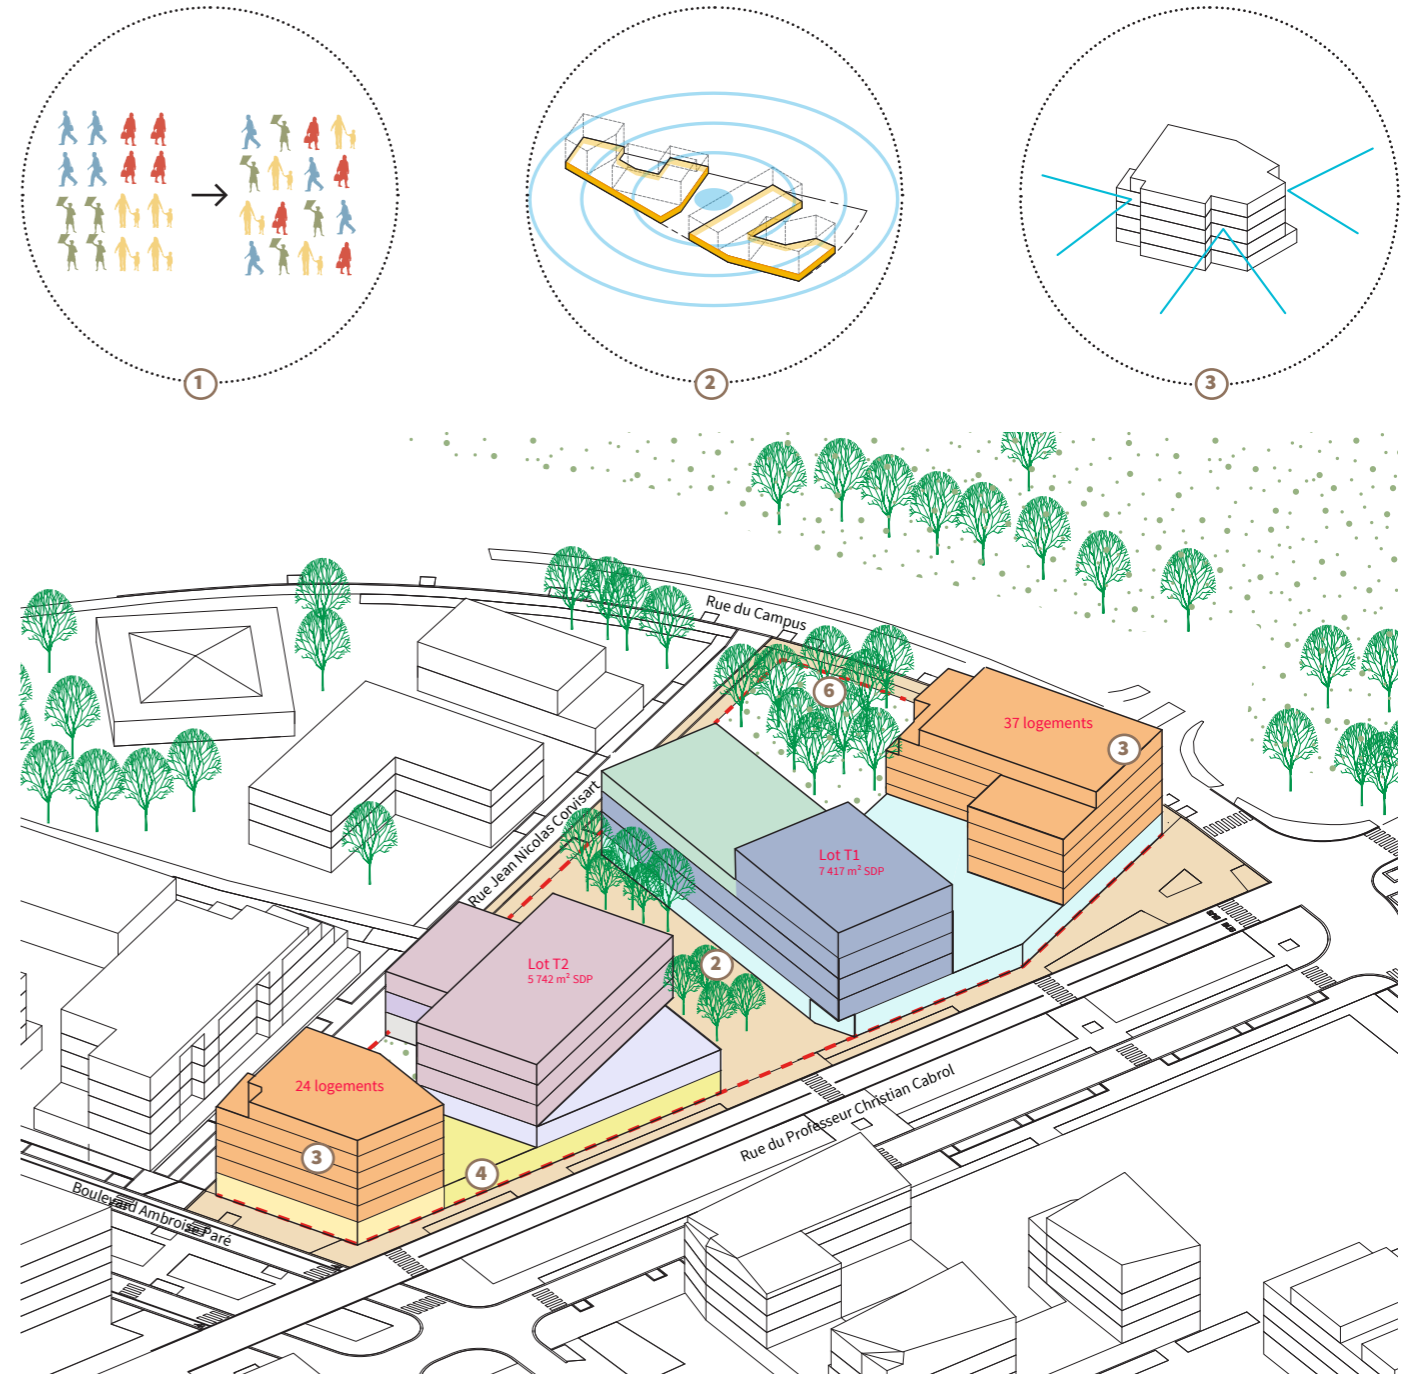 1
2
3
Rue du Campus
6
37 logements
3
Rue Jean Nicolas Corvisart
Lot T1
7 417 m² SDP
Lot T2
5 742 m² SDP
2
24 logements
3
4
Rue du Professeur Christian Cabrol
Boulevard Ambroise Paré